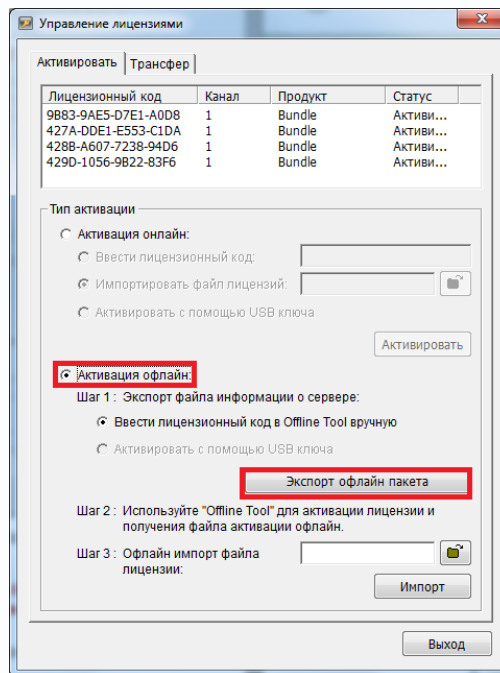 Управление лицензиями
Активировать Трансфер
Лицензионный код Канал Продукт Статус
9B83-9AE5-D7E1-A0D8 1 Bundle Активи...
427A-DDE1-E553-C1DA 1 Bundle Активи...
428B-A607-7238-94D6 1 Bundle Активи...
429D-1056-9B22-83F6 1 Bundle Активи...
Тип активации
Активация онлайн:
Ввести лицензионный код:
Импортировать файл лицензий:
Активировать с помощью USB ключа
Активировать
Активация офлайн:
Шаг 1 : Экспорт файла информации о сервере:
Ввести лицензионный код в Offline Tool вручную
Активировать с помощью USB ключа
Экспорт офлайн пакета
Шаг 2 : Используйте "Offline Tool" для активации лицензии и
получения файла активации офлайн.
Шаг 3 : Офлайн импорт файла
лицензии:
Импорт
Выход